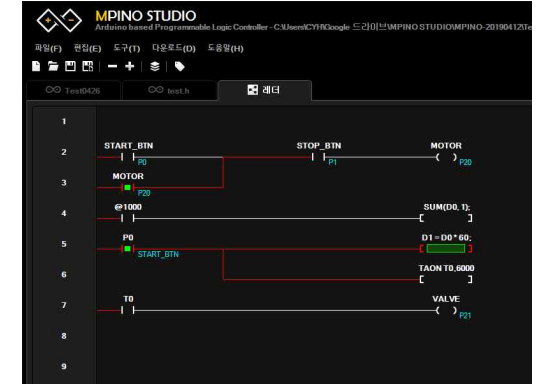 MPINO STUDIO
Arduino based Programmable Logic Controller - C:\Users\CYH\Google 드라이브\MPINO STUDIO\MPINO-20190412\Te
파일(F) 편집(E) 도구(T) 다운로드(D) 도움말(H)
Test0426 test.h 레더
1
START_BTN STOP_BTN MOTOR
2
P0 P1 P20
MOTOR
3
P20
@1000 SUM(D0, 1);
4
P0 D1 = D0 * 60;
5
START_BTN
TAON T0,6000
6
T0 VALVE
7
P21
8
9